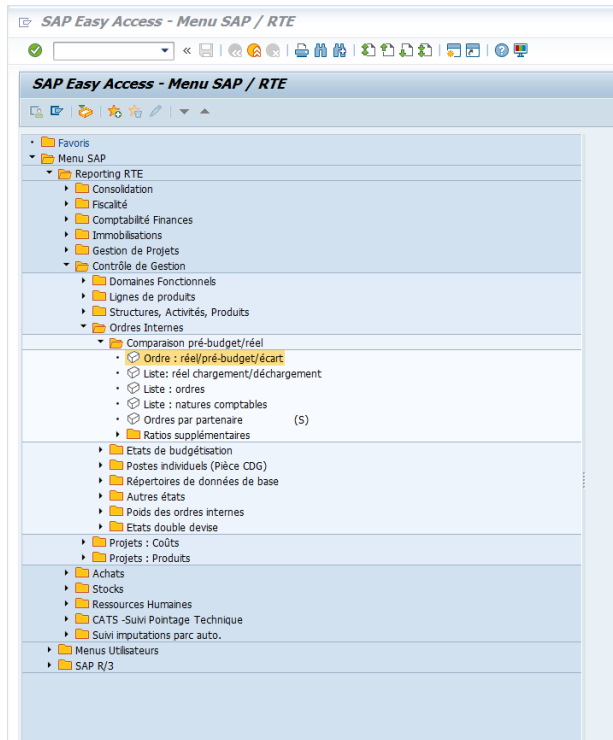 SAP Easy Access - Menu SAP / RTE
SAP Easy Access - Menu SAP / RTE
Favoris
Menu SAP
Reporting RTE
Consolidation
Fiscalité
Comptabilité Finances
Immobilisations
Gestion de Projets
Contrôle de Gestion
Domaines Fonctionnels
Lignes de produits
Structures, Activités, Produits
Ordres Internes
Comparaison pré-budget/réel
Ordre : réel/pré-budget/écart
Liste: réel chargement/déchargement
Liste : ordres
Liste : natures comptables
Ordres par partenaire (S)
Ratios supplémentaires
Etats de budgétisation
Postes individuels (Pièce CDG)
Répertoires de données de base
Autres états
Poids des ordres internes
Etats double devise
Projets : Coûts
Projets : Produits
Achats
Stocks
Ressources Humaines
CATS -Suivi Pointage Technique
Suivi imputations parc auto.
Menus Utilisateurs
SAP R/3